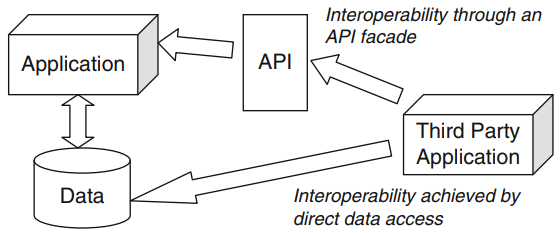 Interoperability through an
API facade
Application
API
Third Party
Application
Data
Interoperability achieved by
direct data access